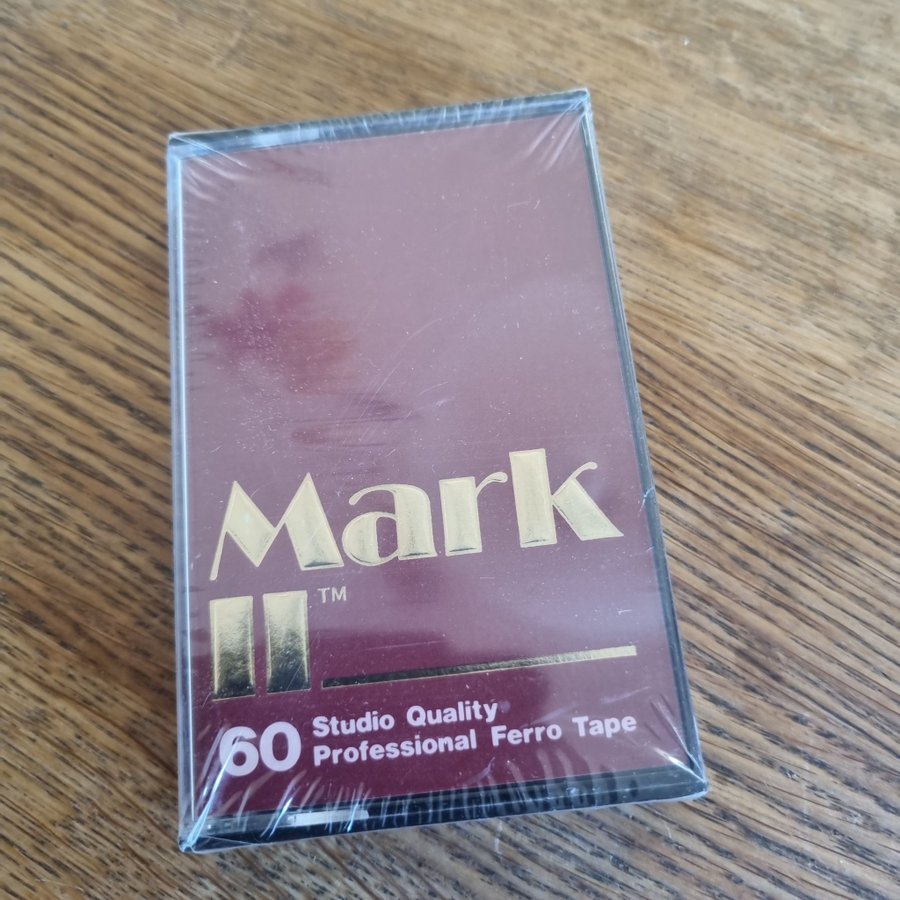 Mark
II™
60 Studio Quality
Professional Ferro Tape